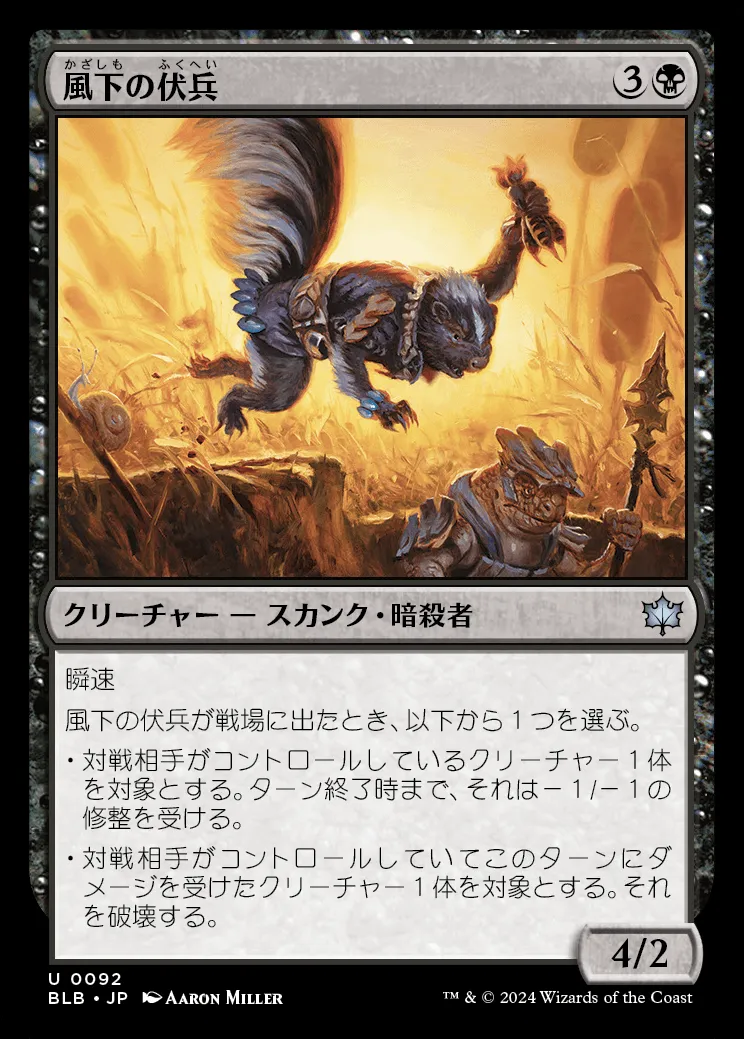 かざしも ふくへい
風下の伏兵
3
クリーチャー — スカンク・暗殺者
瞬速
風下の伏兵が戦場に出たとき、以下から１つを選ぶ。
・対戦相手がコントロールしているクリーチャー１体
を対象とする。ターン終了時まで、それは－１/－１の
修整を受ける。
・対戦相手がコントロールしていてこのターンにダ
メージを受けたクリーチャー１体を対象とする。それ
を破壊する。
4/2
U 0092
BLB • JP AARON MILLER
™ & © 2024 Wizards of the Coast